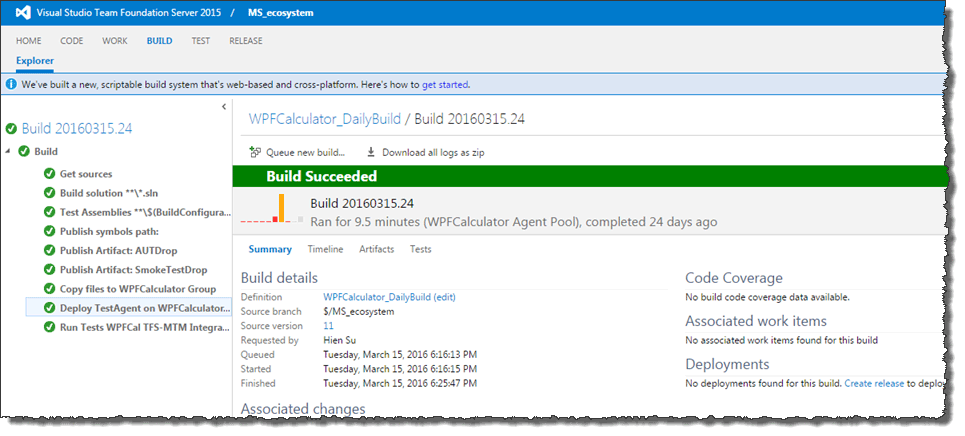 Visual Studio Team Foundation Server 2015 / MS_ecosystem
HOME CODE WORK BUILD TEST RELEASE
Explorer
We've built a new, scriptable build system that's web-based and cross-platform. Here's how to get started.
Build 20160315.24
Build
Get sources
Build solution **\*.sln
Test Assemblies **\$(BuildConfigura...
Publish symbols path:
Publish Artifact: AUTDrop
Publish Artifact: SmokeTestDrop
Copy files to WPFCalculator Group
Deploy TestAgent on WPFCalculator...
Run Tests WPFCal TFS-MTM Integra...
WPFCalculator_DailyBuild / Build 20160315.24
Queue new build... Download all logs as zip
Build Succeeded
Build 20160315.24
Ran for 9.5 minutes (WPFCalculator Agent Pool), completed 24 days ago
Summary Timeline Artifacts Tests
Build details
Definition WPFCalculator_DailyBuild (edit)
Source branch $/MS_ecosystem
Source version 11
Requested by Hien Su
Queued Tuesday, March 15, 2016 6:16:13 PM
Started Tuesday, March 15, 2016 6:16:15 PM
Finished Tuesday, March 15, 2016 6:25:47 PM
Associated changes
Code Coverage
No build code coverage data available.
Associated work items
No associated work items found for this build
Deployments
No deployments found for this build. Create release to deplo